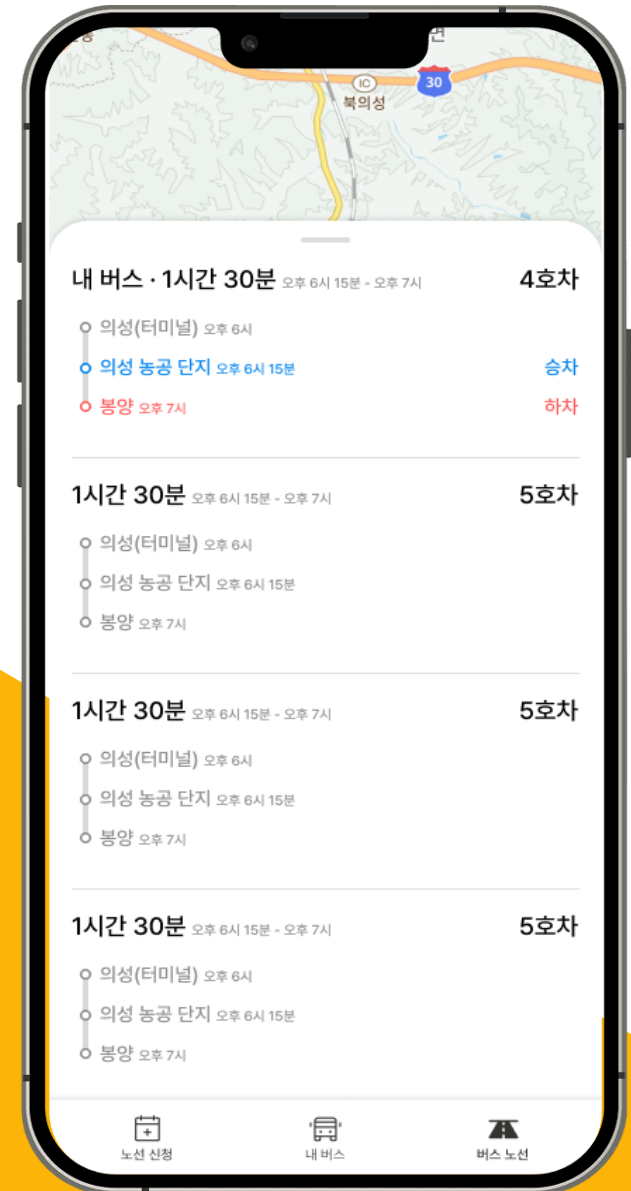 면
IC
30
북의성
내 버스 · 1시간 30분 오후 6시 15분 - 오후 7시 4호차
의성(터미널) 오후 6시
의성 농공 단지 오후 6시 15분 승차
봉양 오후 7시 하차
1시간 30분 오후 6시 15분 - 오후 7시 5호차
의성(터미널) 오후 6시
의성 농공 단지 오후 6시 15분
봉양 오후 7시
1시간 30분 오후 6시 15분 - 오후 7시 5호차
의성(터미널) 오후 6시
의성 농공 단지 오후 6시 15분
봉양 오후 7시
1시간 30분 오후 6시 15분 - 오후 7시 5호차
의성(터미널) 오후 6시
의성 농공 단지 오후 6시 15분
봉양 오후 7시
노선 신청 내 버스 버스 노선